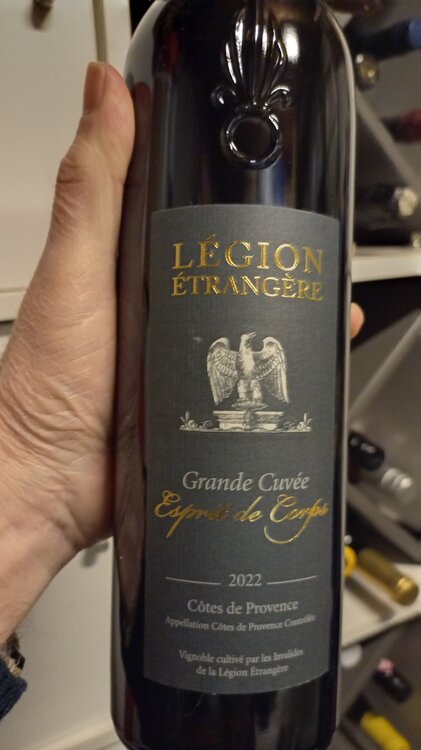 LÉGION
ÉTRANGÈRE
Grande Cuvée
Esprit de Corps
2022
Côtes de Provence
Appellation Côtes de Provence Contrôlée
Vignoble cultivé par les Invalides
de la Légion Étrangère